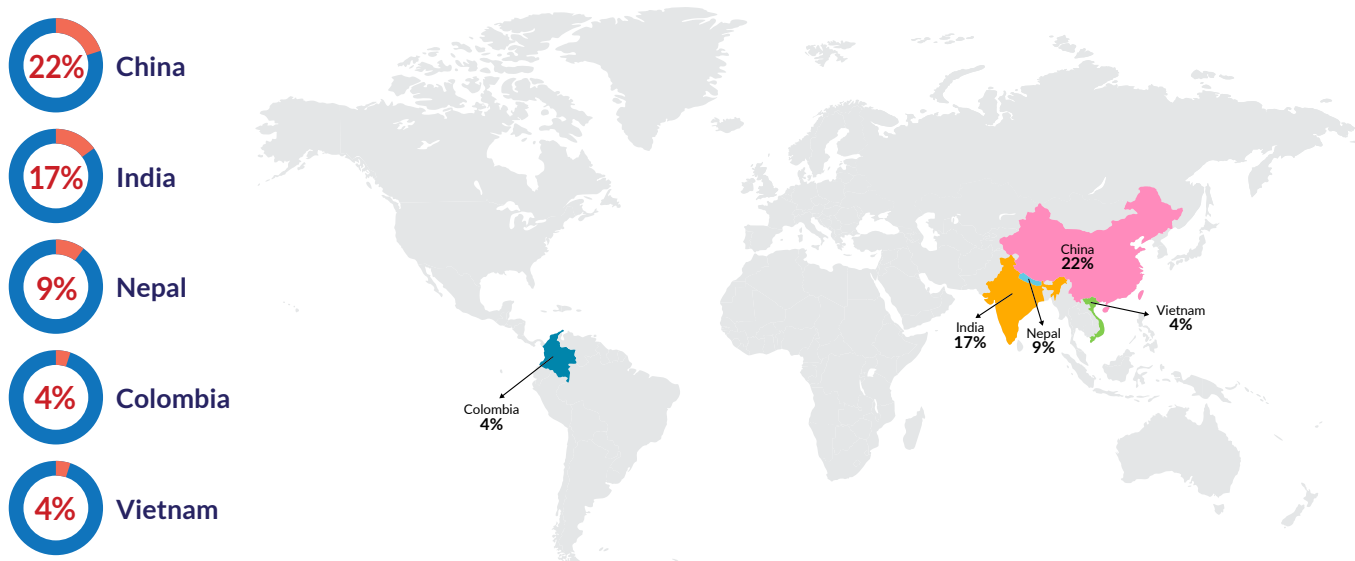 22% China
17% India
9% Nepal
4% Colombia
4% Vietnam
China
22%
India
17%
Nepal
9%
Vietnam
4%
Colombia
4%